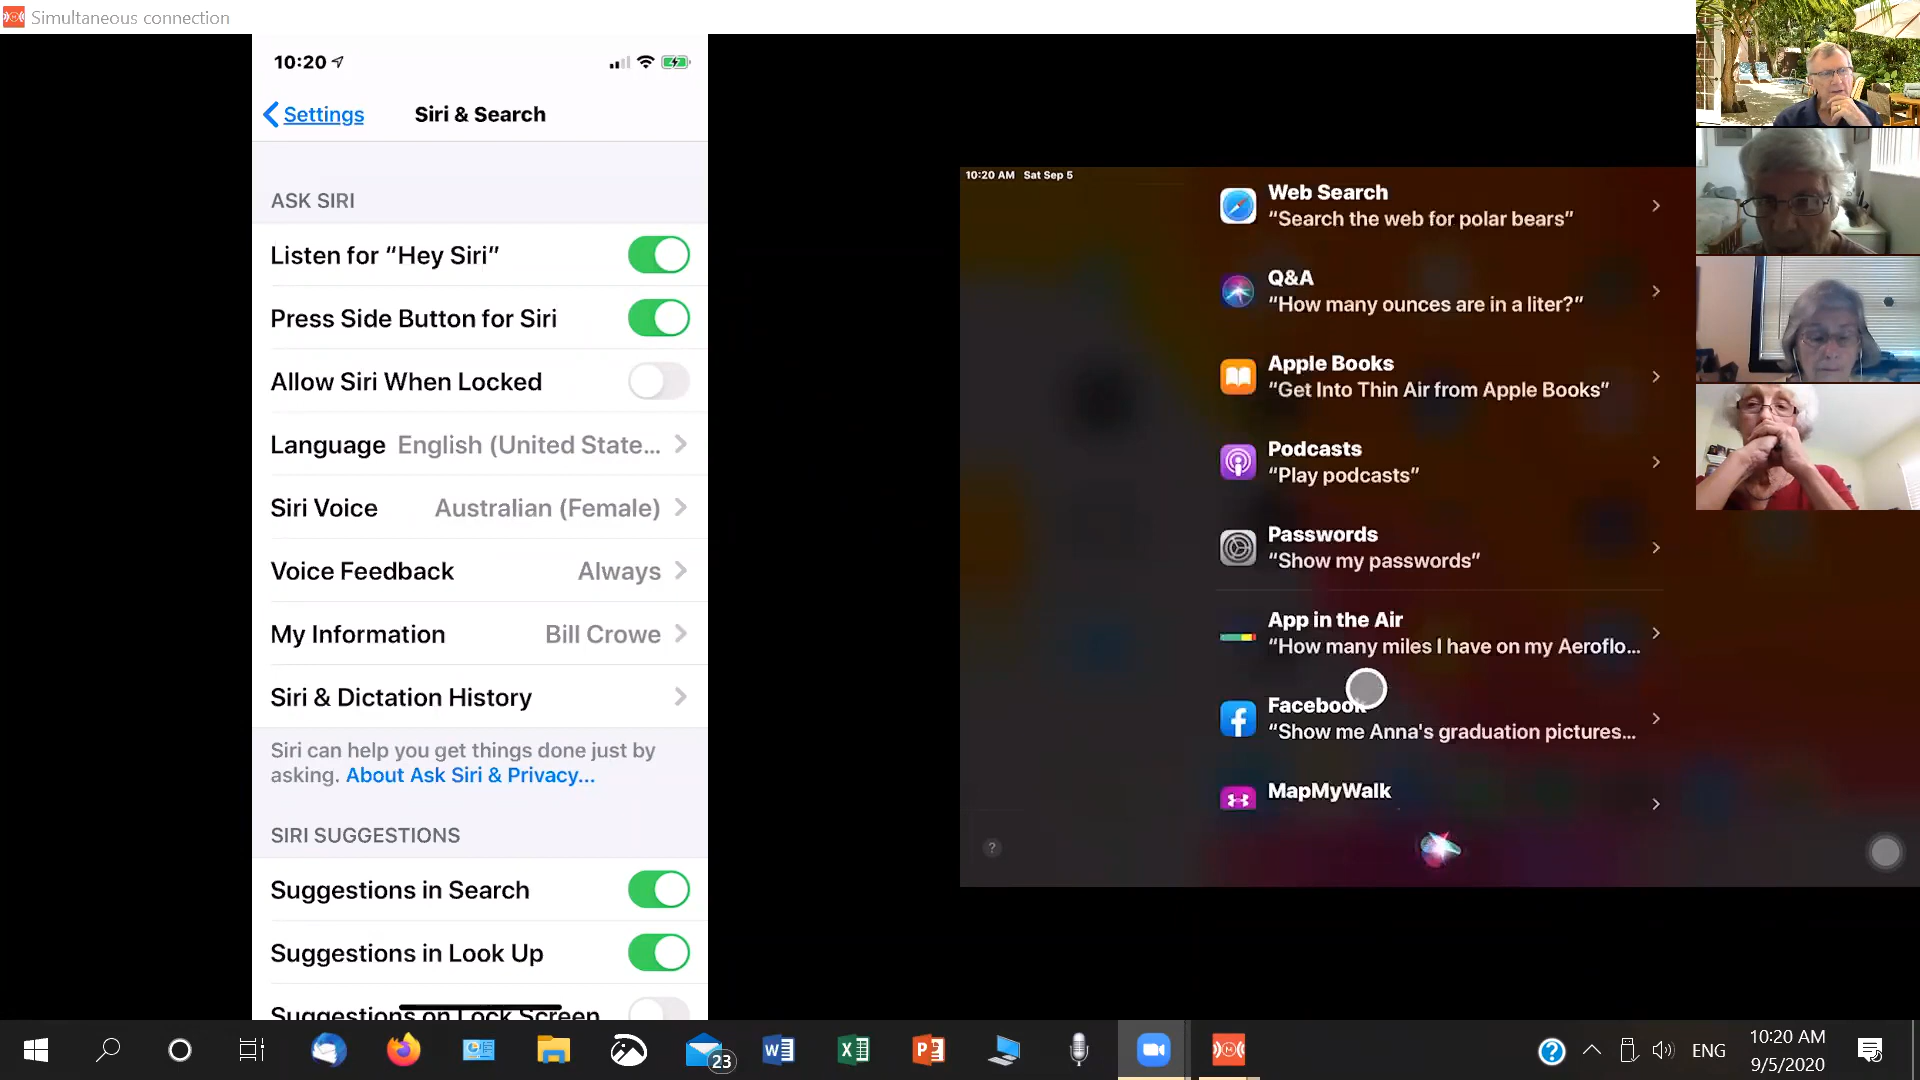 Simultaneous connection
10:20
Settings
Siri & Search
ASK SIRI
Listen for “Hey Siri”
Press Side Button for Siri
Allow Siri When Locked
Language English (United State...
Siri Voice Australian (Female)
Voice Feedback Always
My Information Bill Crowe
Siri & Dictation History
Siri can help you get things done just by
asking. About Ask Siri & Privacy...
SIRI SUGGESTIONS
Suggestions in Search
Suggestions in Look Up
Suggestions on Lock Screen
10:20 AM Sat Sep 5
Web Search
“Search the web for polar bears”
Q&A
“How many ounces are in a liter?”
Apple Books
“Get Into Thin Air from Apple Books”
Podcasts
“Play podcasts”
Passwords
“Show my passwords”
App in the Air
“How many miles I have on my Aeroflo...
Facebook
“Show me Anna's graduation pictures...
MapMyWalk
?
23
ENG
10:20 AM
9/5/2020